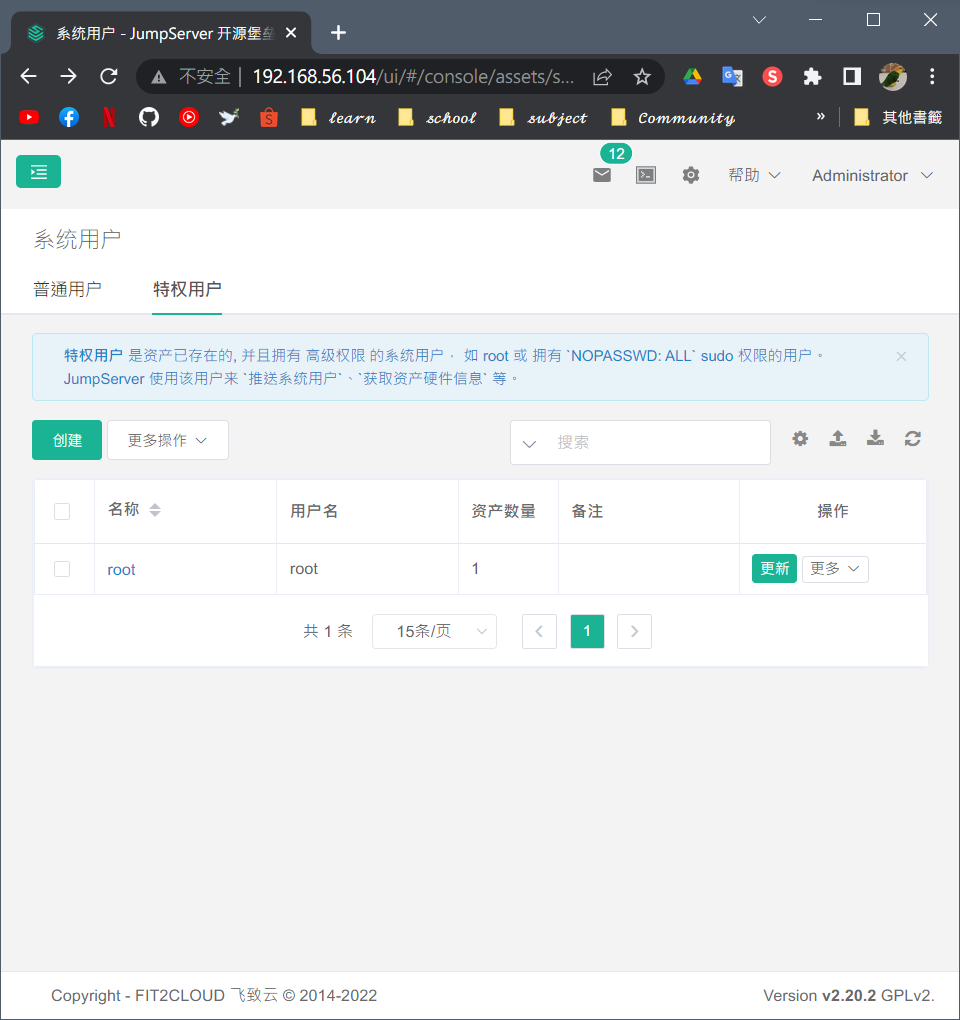 系统用户 - JumpServer 开源堡垒
不安全 | 192.168.56.104/ui/#/console/assets/s...
learn school subject Community » 其他書籤
12
帮助 Administrator
系统用户
普通用户 特权用户
特权用户 是资产已存在的, 并且拥有 高级权限 的系统用户， 如 root 或 拥有 `NOPASSWD: ALL` sudo 权限的用户。
JumpServer 使用该用户来 `推送系统用户`、`获取资产硬件信息` 等。
创建 更多操作 搜索
名称 用户名 资产数量 备注 操作
root root 1 更新 更多
共 1 条 15条/页 1
Copyright - FIT2CLOUD 飞致云 © 2014-2022 Version v2.20.2 GPLv2.